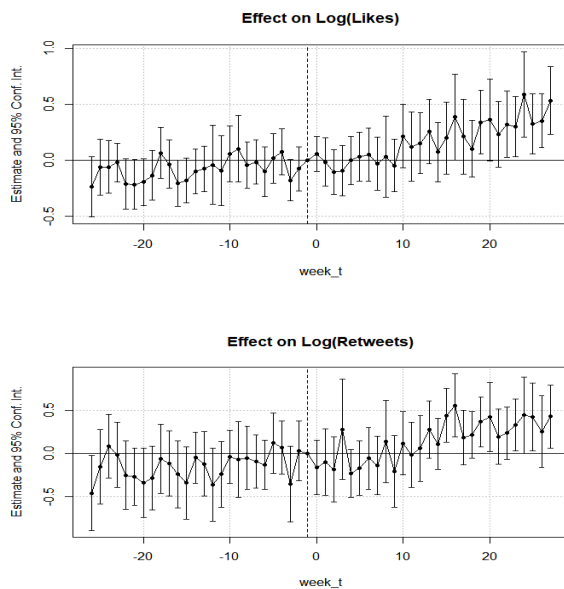 Effect on Log(Likes)
Estimate and 95% Conf. Int.
1.0
0.5
0.0
-0.5
-20
-10
0
10
20
week_t
Effect on Log(Retweets)
Estimate and 95% Conf. Int.
0.5
-0.5
-20
-10
0
10
20
week_t